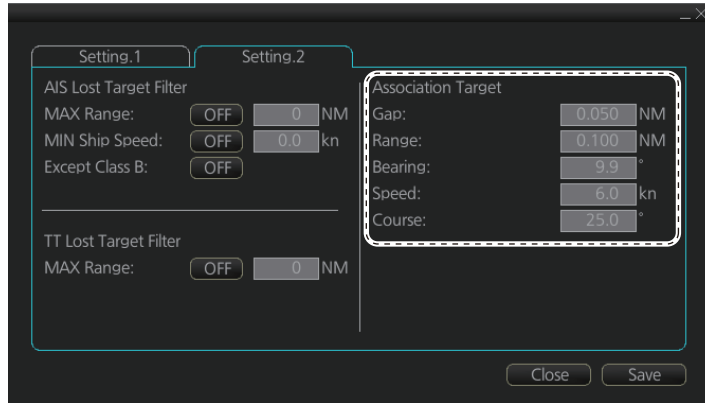 Setting.1
Setting.2
AIS Lost Target Filter
MAX Range: OFF 0 NM
MIN Ship Speed: OFF 0.0 kn
Except Class B: OFF
TT Lost Target Filter
MAX Range: OFF 0 NM
Association Target
Gap: 0.050 NM
Range: 0.100 NM
Bearing: 9.9 °
Speed: 6.0 kn
Course: 25.0 °
Close
Save